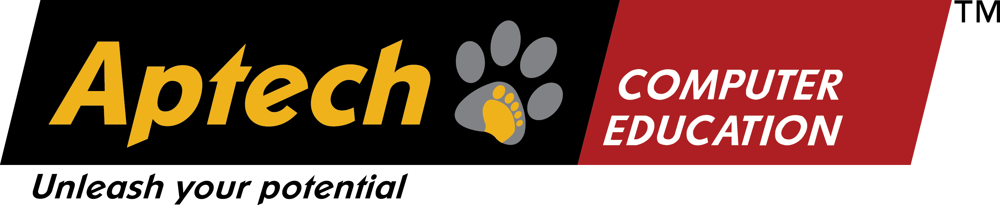 Aptech
COMPUTER
EDUCATION
TM
Unleash your potential